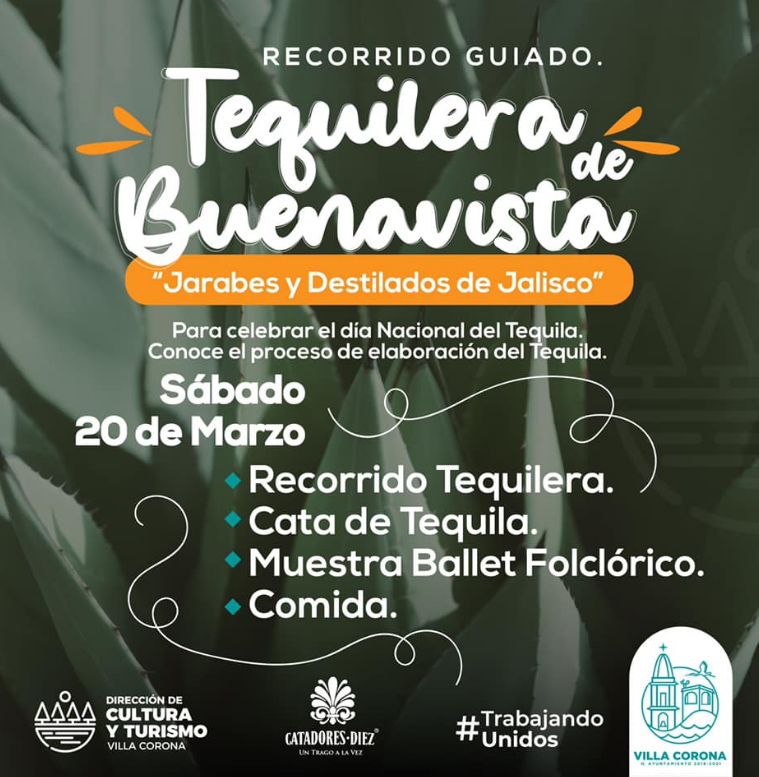 RECORRIDO GUIADO.
Tequilera
de
Buenavista
“Jarabes y Destilados de Jalisco”
Para celebrar el día Nacional del Tequila.
Conoce el proceso de elaboración del Tequila.
Sábado
20 de Marzo
Recorrido Tequilera.
Cata de Tequila.
Muestra Ballet Folclórico.
Comida.
DIRECCIÓN DE
CULTURA
Y TURISMO
VILLA CORONA
CATADORES·DIEZ
UN TRAGO A LA VEZ
#Trabajando
Unidos
VILLA CORONA
H. AYUNTAMIENTO 2018-2021